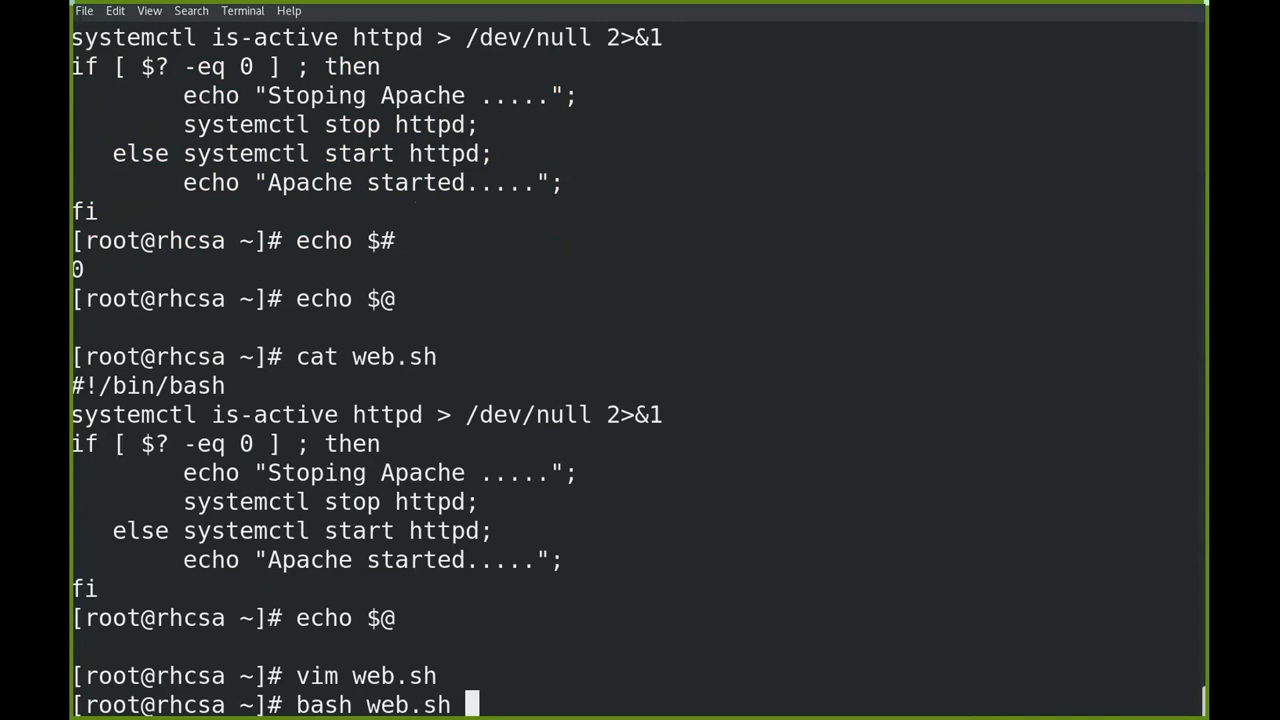 File Edit View Search Terminal Help
systemctl is-active httpd > /dev/null 2>&1
if [ $? -eq 0 ] ; then
echo "Stoping Apache .....";
systemctl stop httpd;
else systemctl start httpd;
echo "Apache started.....";
fi
[root@rhcsa ~]# echo $#
0
[root@rhcsa ~]# echo $@
[root@rhcsa ~]# cat web.sh
#!/bin/bash
systemctl is-active httpd > /dev/null 2>&1
if [ $? -eq 0 ] ; then
echo "Stoping Apache .....";
systemctl stop httpd;
else systemctl start httpd;
echo "Apache started.....";
fi
[root@rhcsa ~]# echo $@
[root@rhcsa ~]# vim web.sh
[root@rhcsa ~]# bash web.sh